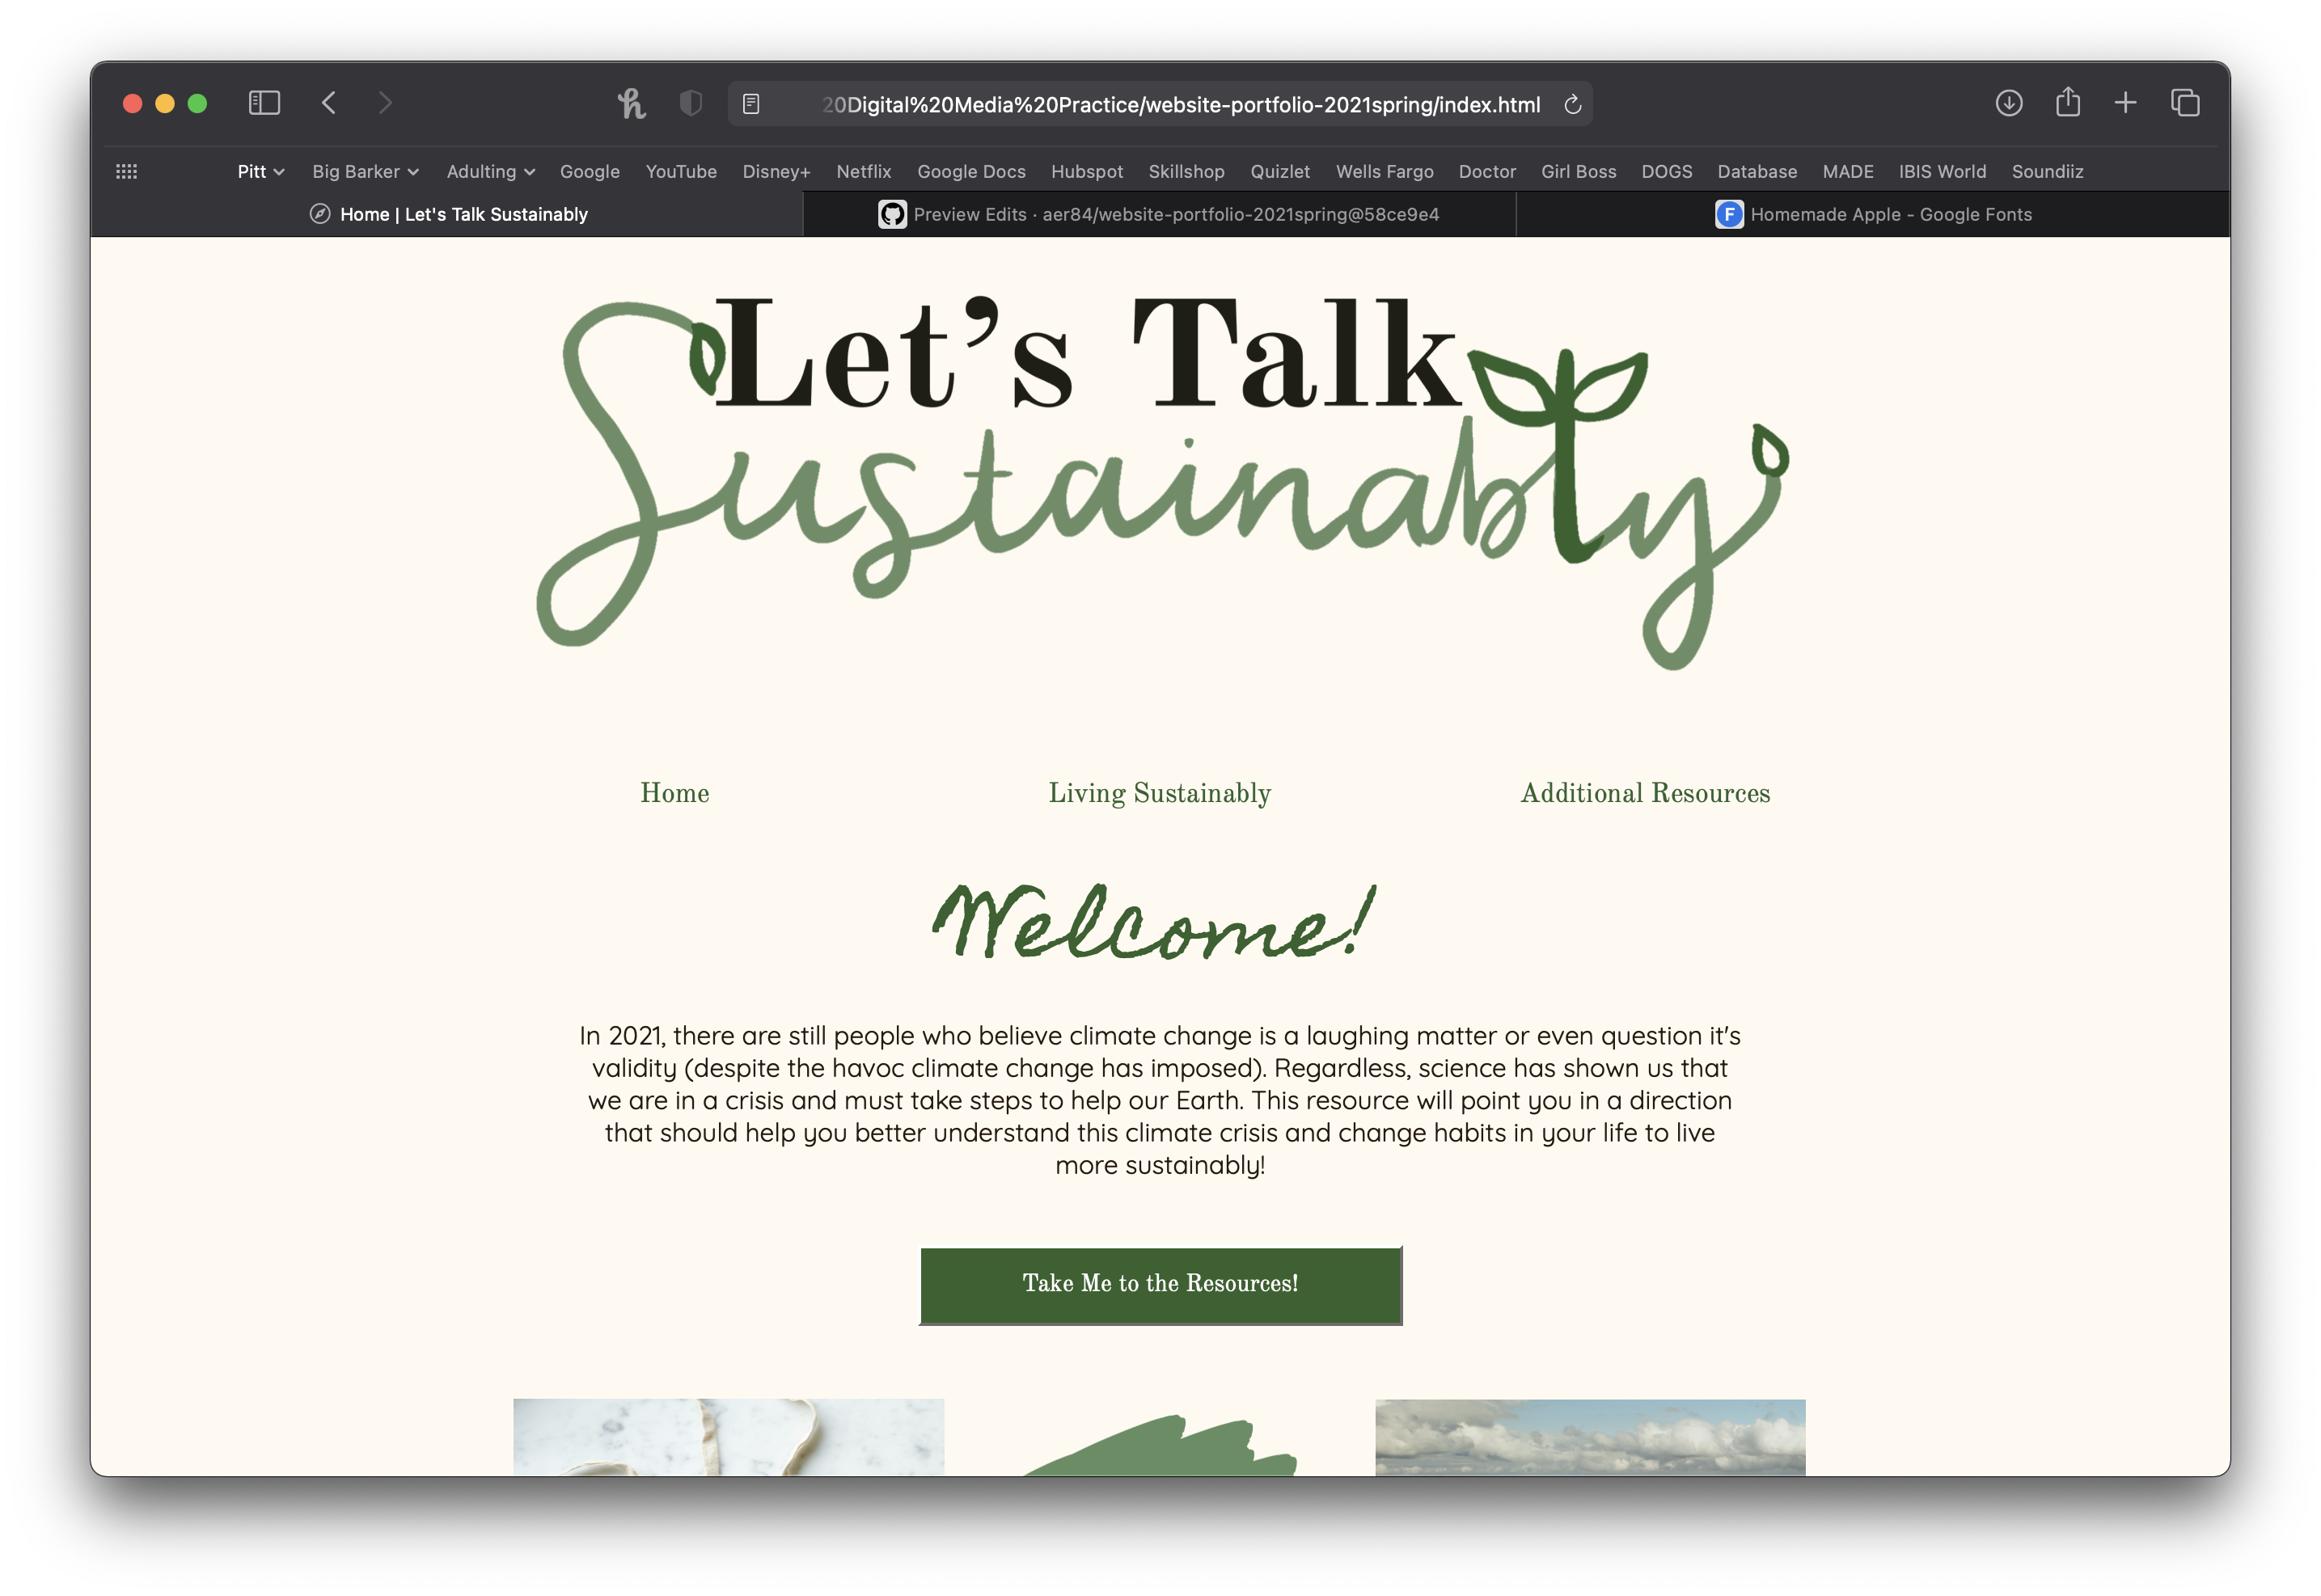 20Digital%20Media%20Practice/website-portfolio-2021spring/index.html
Pitt Big Barker Adulting Google YouTube Disney+ Netflix Google Docs Hubspot Skillshop Quizlet Wells Fargo Doctor Girl Boss DOGS Database MADE IBIS World Soundiiz
Home | Let's Talk Sustainably Preview Edits · aer84/website-portfolio-2021spring@58ce9e4 F Homemade Apple - Google Fonts
Let’s Talk
Sustainably
Home Living Sustainably Additional Resources
Welcome!
In 2021, there are still people who believe climate change is a laughing matter or even question it's
validity (despite the havoc climate change has imposed). Regardless, science has shown us that
we are in a crisis and must take steps to help our Earth. This resource will point you in a direction
that should help you better understand this climate crisis and change habits in your life to live
more sustainably!
Take Me to the Resources!